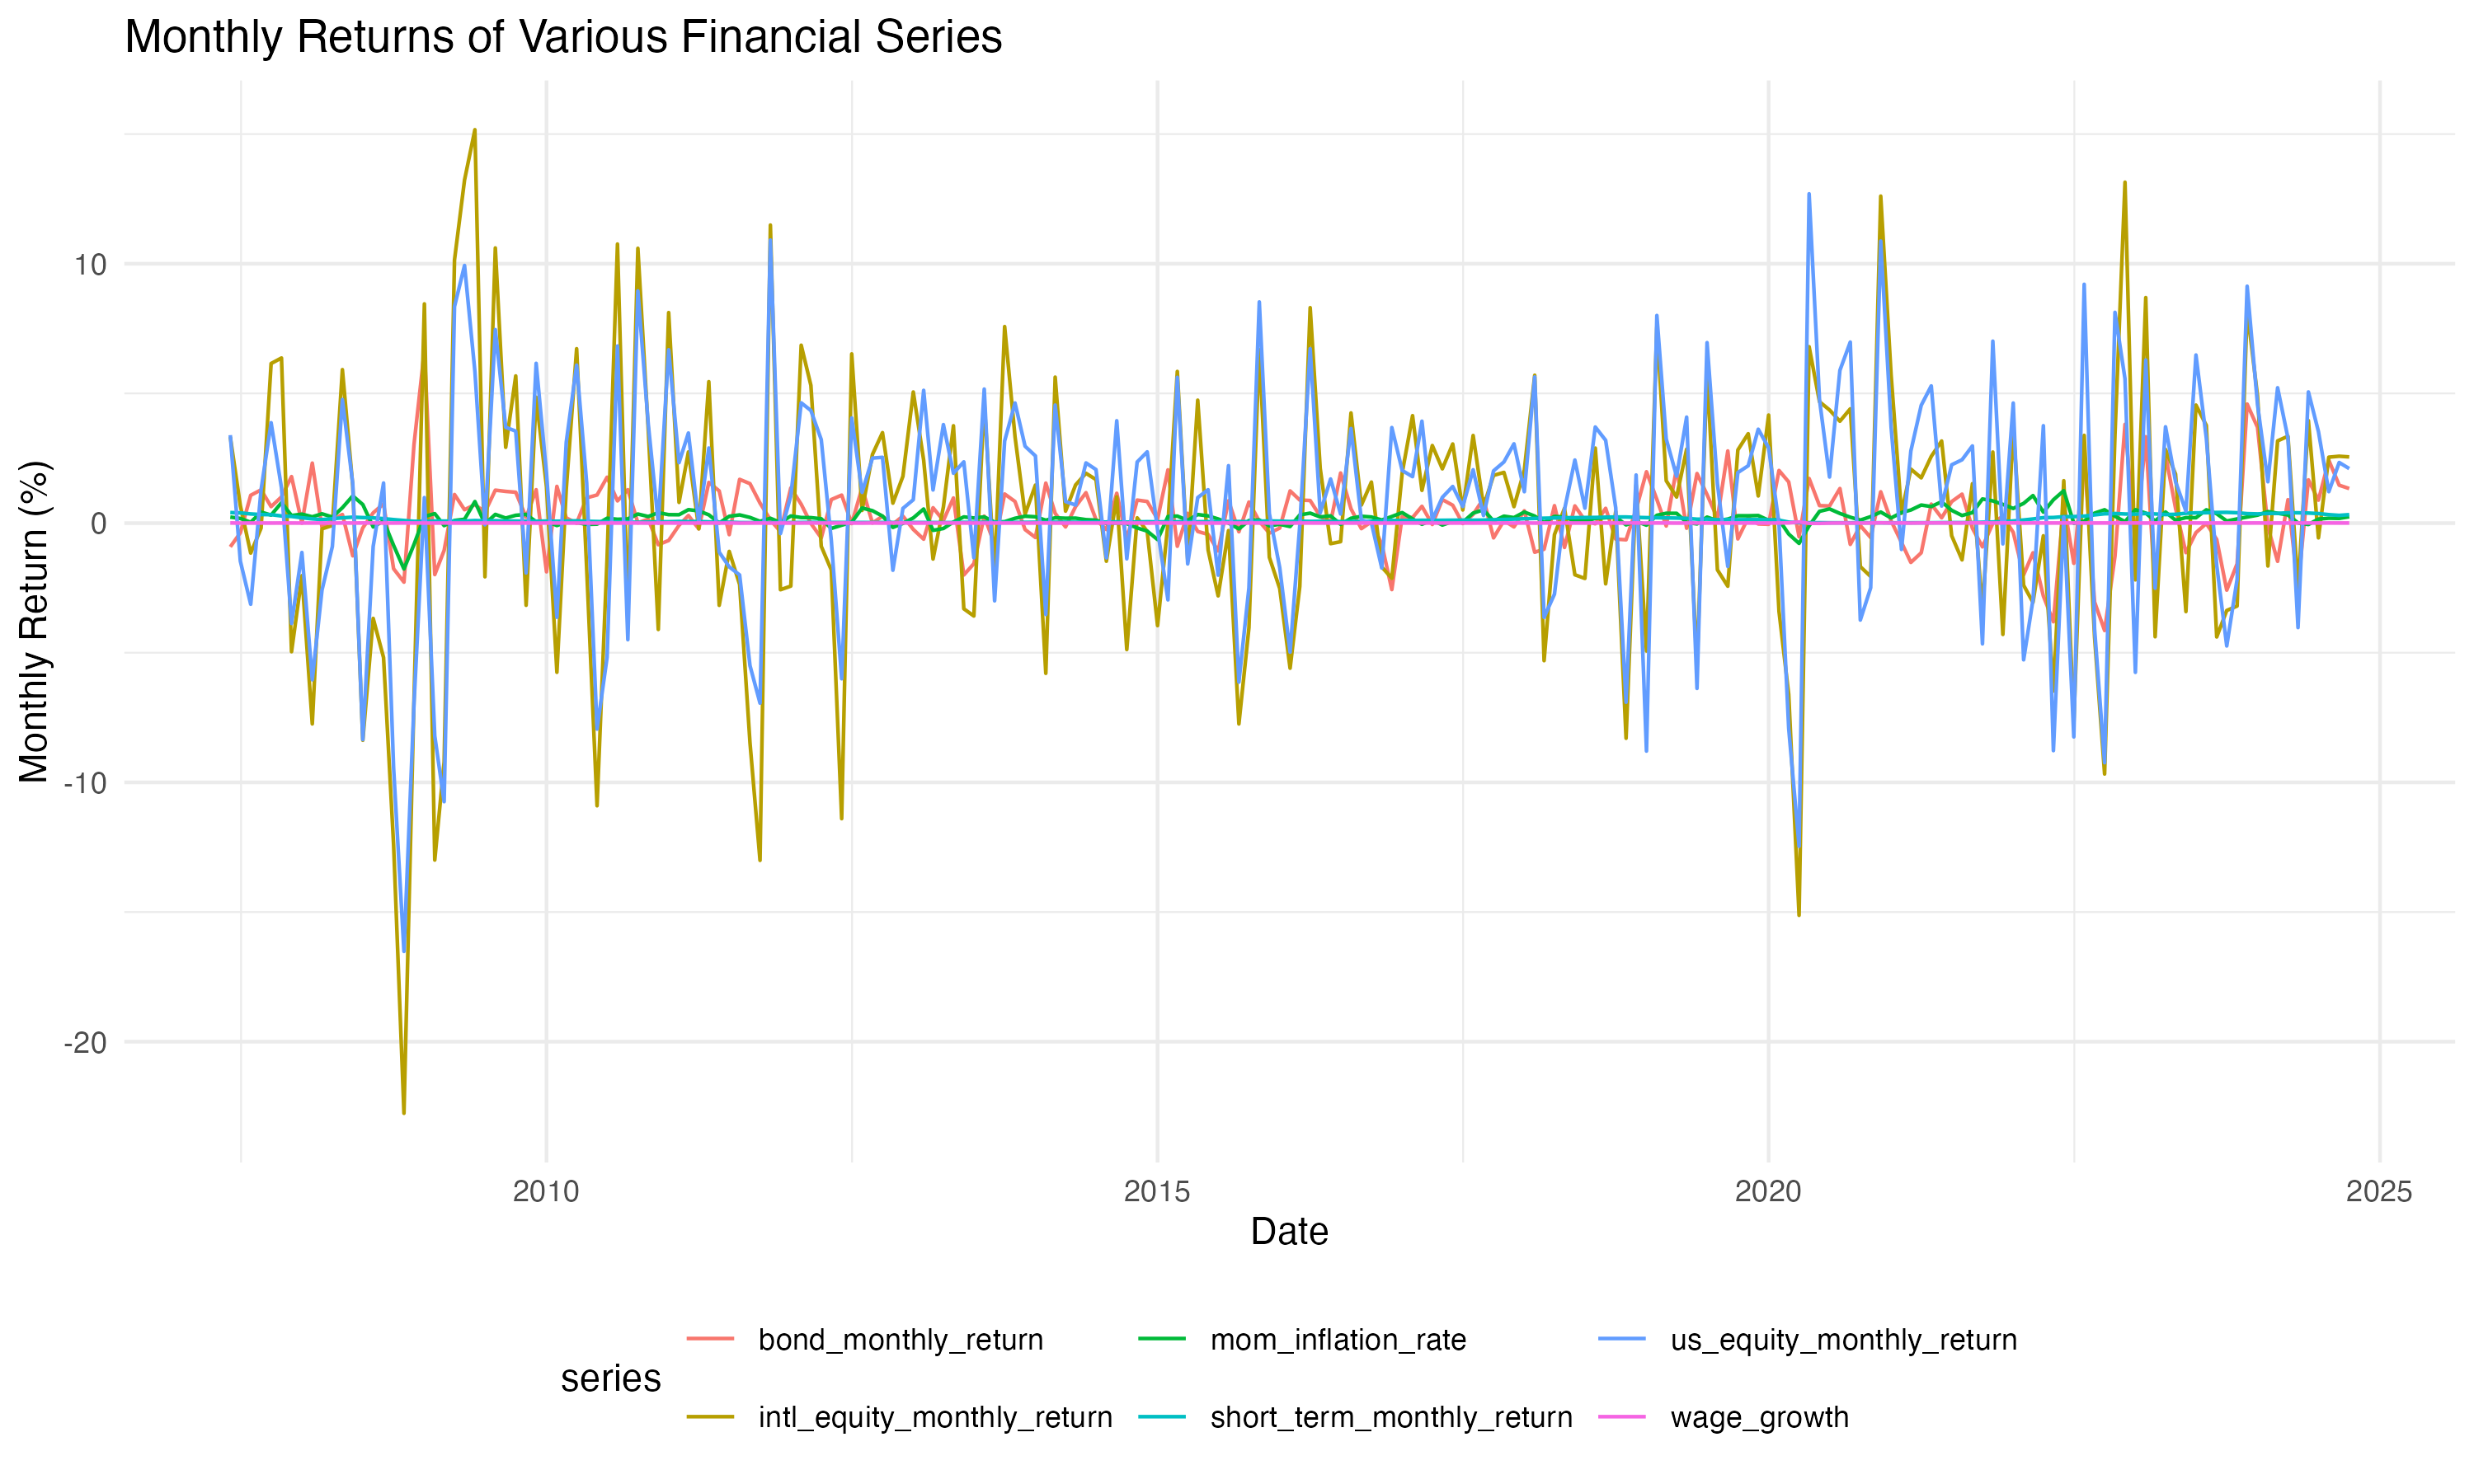 Monthly Returns of Various Financial Series
Monthly Return (%)
10
0
-10
-20
2010
2015
2020
2025
Date
series
bond_monthly_return
mom_inflation_rate
us_equity_monthly_return
intl_equity_monthly_return
short_term_monthly_return
wage_growth